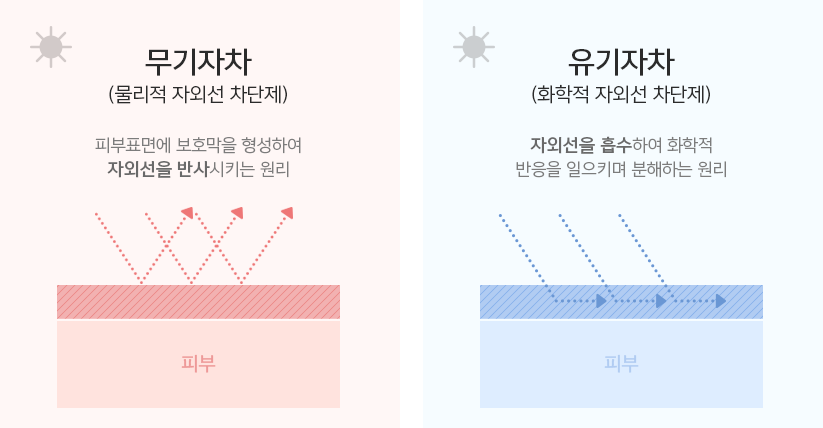 무기자차
(물리적 자외선 차단제)
피부표면에 보호막을 형성하여
자외선을 반사시키는 원리
피부
유기자차
(화학적 자외선 차단제)
자외선을 흡수하여 화학적
반응을 일으키며 분해하는 원리
피부